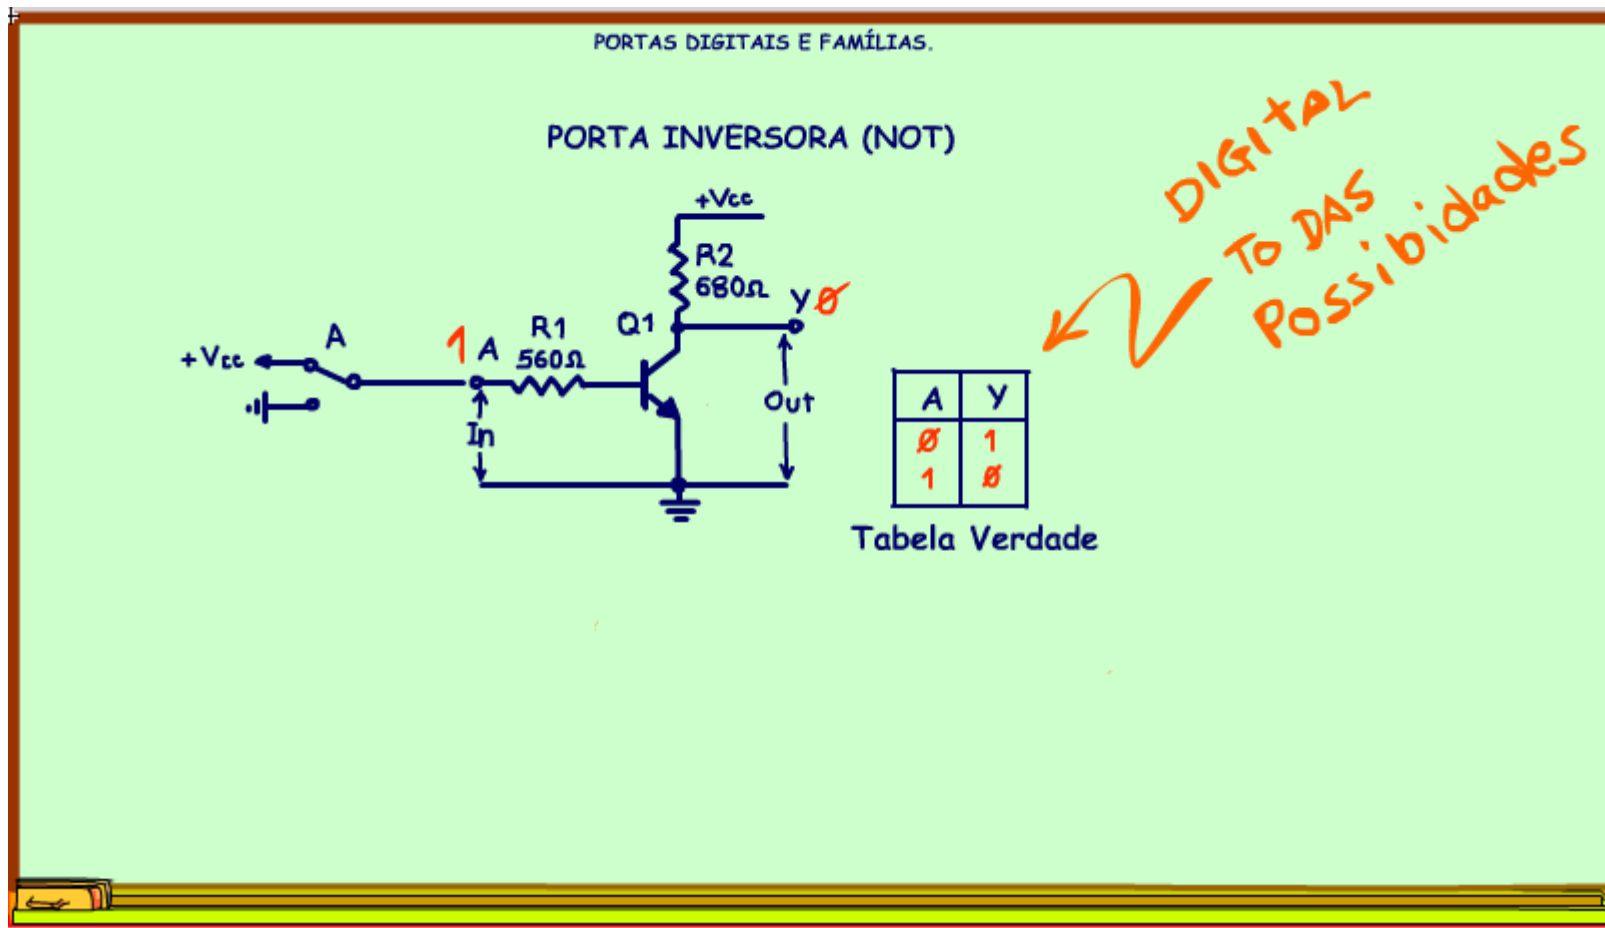 PORTAS DIGITAIS E FAMÍLIAS.
PORTA INVERSORA (NOT)
DIGITAL
TO DAS
Possibidades
+Vcc
R2
680Ω
Y Ø
Q1
R1
560Ω
1 A
A
+Vcc
In
Out
A Y
Ø 1
1 Ø
Tabela Verdade